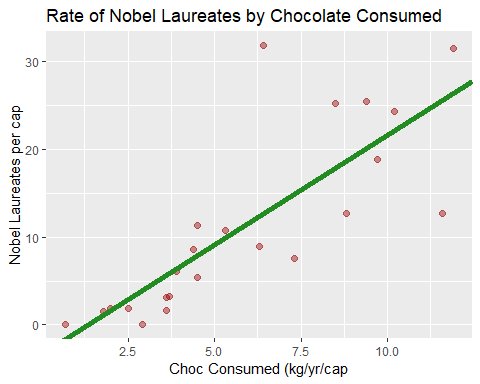 Rate of Nobel Laureates by Chocolate Consumed
Nobel Laureates per cap
30
20
10
0
2.5 5.0 7.5 10.0
Choc Consumed (kg/yr/cap